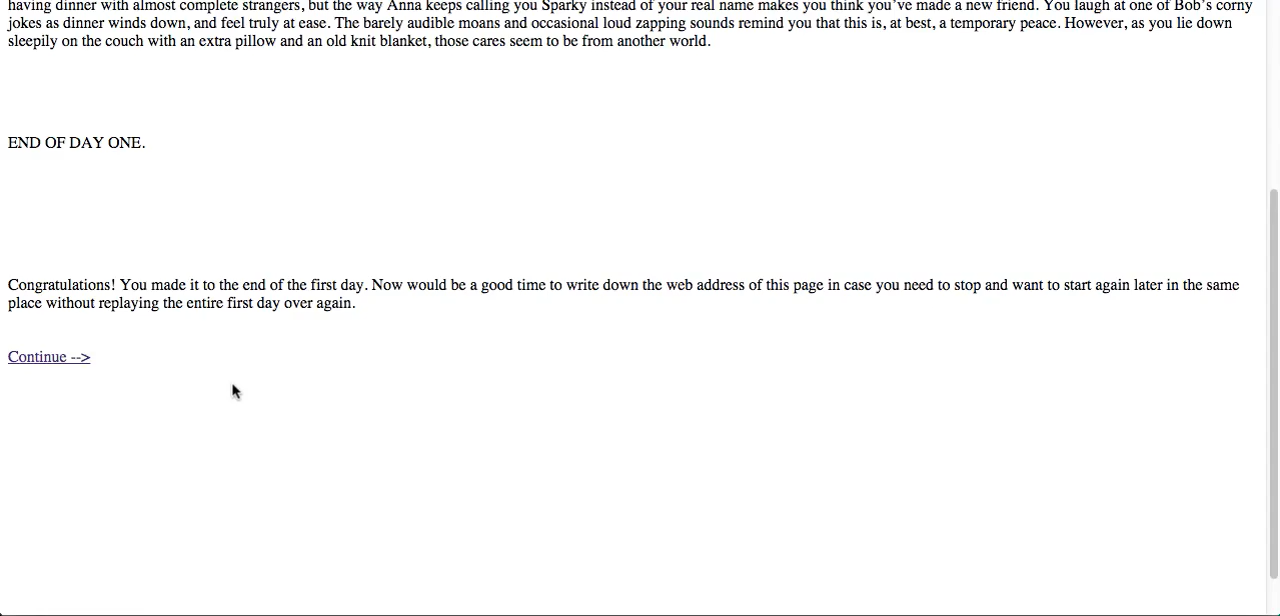 having dinner with almost complete strangers, but the way Anna keeps calling you Sparky instead of your real name makes you think you've made a new friend. You laugh at one of Bob's corny
jokes as dinner winds down, and feel truly at ease. The barely audible moans and occasional loud zapping sounds remind you that this is, at best, a temporary peace. However, as you lie down
sleepily on the couch with an extra pillow and an old knit blanket, those cares seem to be from another world.
END OF DAY ONE.
Congratulations! You made it to the end of the first day. Now would be a good time to write down the web address of this page in case you need to stop and want to start again later in the same
place without replaying the entire first day over again.
Continue -->